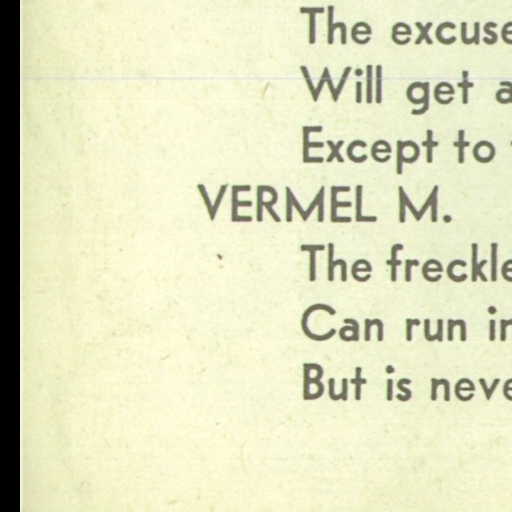 The excuse
Will get a
Except to
VERMEL M.
The freckle
Can run in
But is neve